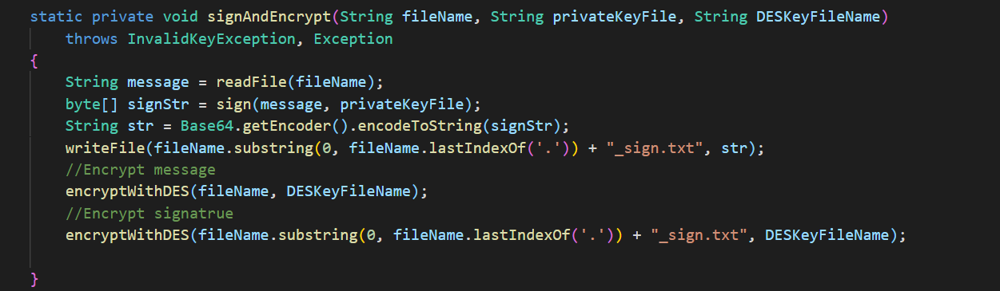 static private void signAndEncrypt(String fileName, String privateKeyFile, String DESKeyFileName)
    throws InvalidKeyException, Exception
{
    String message = readFile(fileName);
    byte[] signStr = sign(message, privateKeyFile);
    String str = Base64.getEncoder().encodeToString(signStr);
    writeFile(fileName.substring(0, fileName.lastIndexOf('.')) + "_sign.txt", str);
    //Encrypt message
    encryptWithDES(fileName, DESKeyFileName);
    //Encrypt signatrue
    encryptWithDES(fileName.substring(0, fileName.lastIndexOf('.')) + "_sign.txt", DESKeyFileName);
}